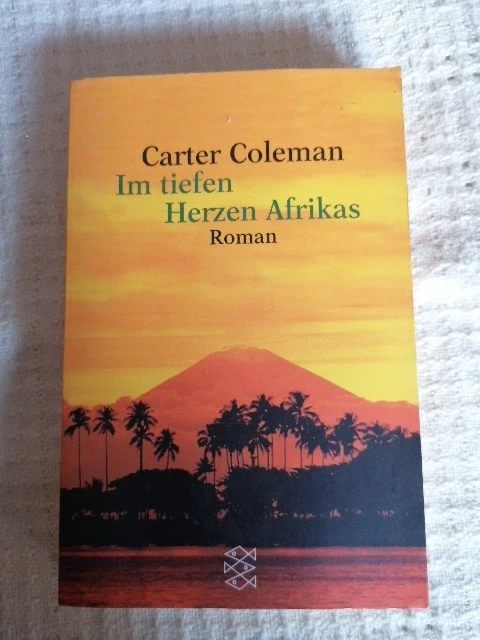 Carter Coleman
Im tiefen
Herzen Afrikas
Roman